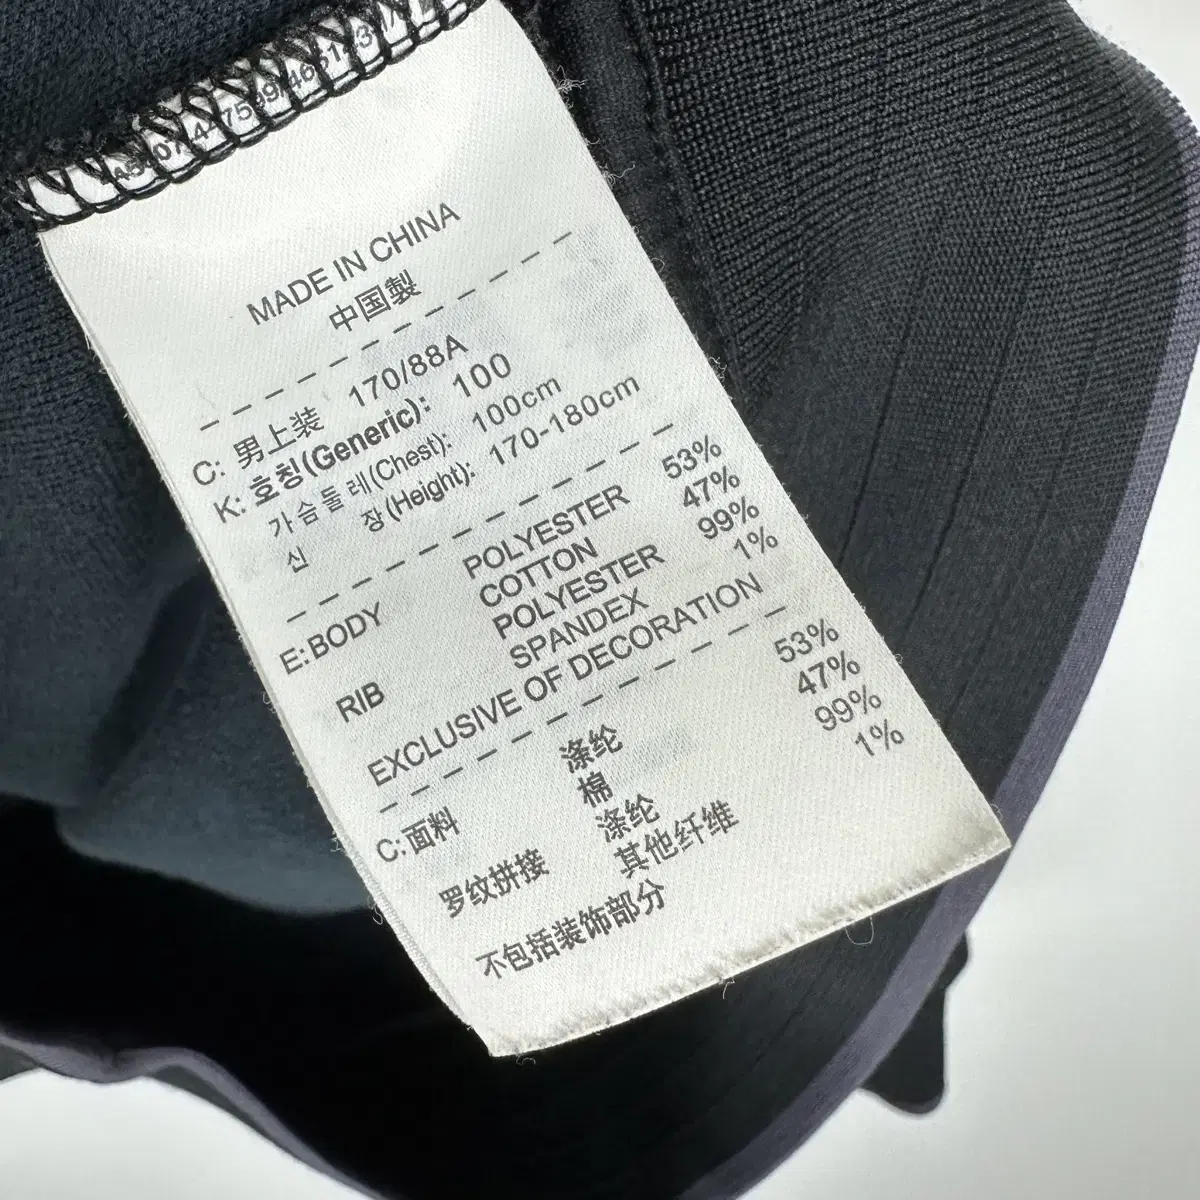 MADE IN CHINA
中国製
C: 男上装 170/88A
K: 호칭(Generic): 100
가슴둘레(Chest): 100cm
신 장(Height): 170-180cm
E: BODY POLYESTER 53%
COTTON 47%
RIB POLYESTER 99%
SPANDEX 1%
EXCLUSIVE OF DECORATION
C: 面料 涤纶 53%
棉 47%
罗纹拼接 涤纶 99%
其他纤维 1%
不包括装饰部分